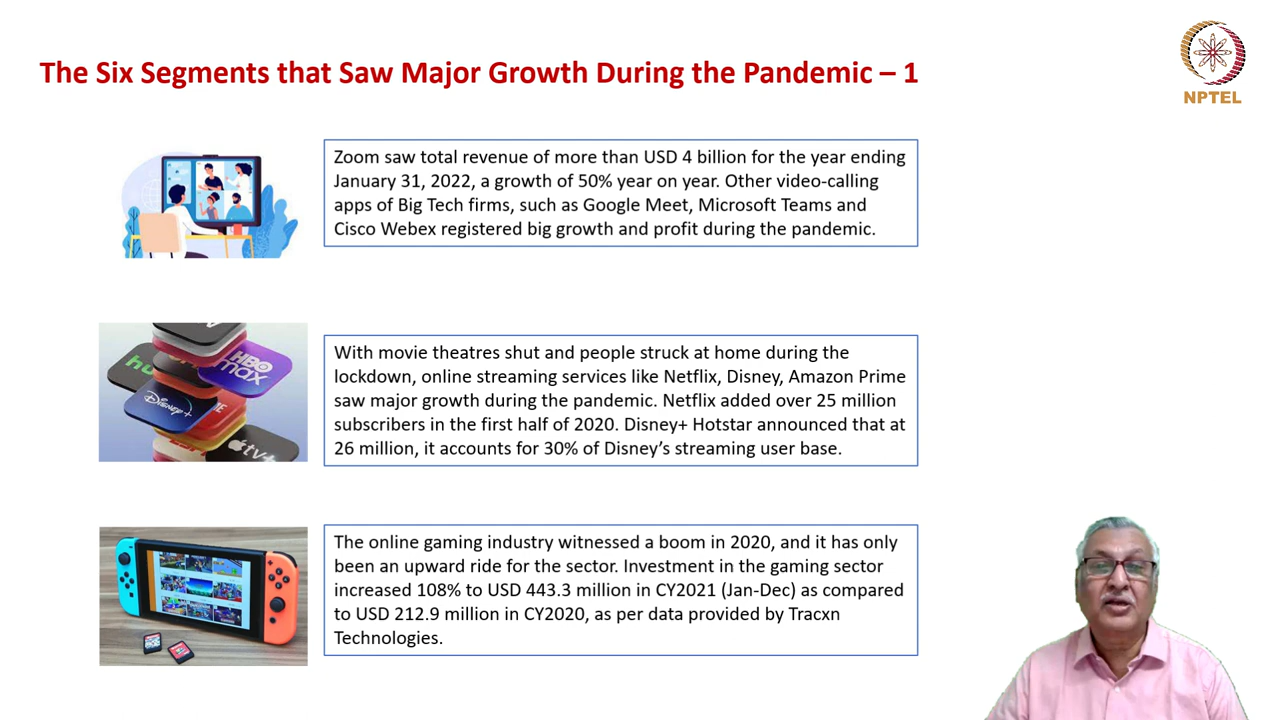 The Six Segments that Saw Major Growth During the Pandemic – 1
NPTEL
Zoom saw total revenue of more than USD 4 billion for the year ending
January 31, 2022, a growth of 50% year on year. Other video-calling
apps of Big Tech firms, such as Google Meet, Microsoft Teams and
Cisco Webex registered big growth and profit during the pandemic.
HBO
max
hu
Disney+
tv+
With movie theatres shut and people struck at home during the
lockdown, online streaming services like Netflix, Disney, Amazon Prime
saw major growth during the pandemic. Netflix added over 25 million
subscribers in the first half of 2020. Disney+ Hotstar announced that at
26 million, it accounts for 30% of Disney’s streaming user base.
The online gaming industry witnessed a boom in 2020, and it has only
been an upward ride for the sector. Investment in the gaming sector
increased 108% to USD 443.3 million in CY2021 (Jan-Dec) as compared
to USD 212.9 million in CY2020, as per data provided by Tracxn
Technologies.